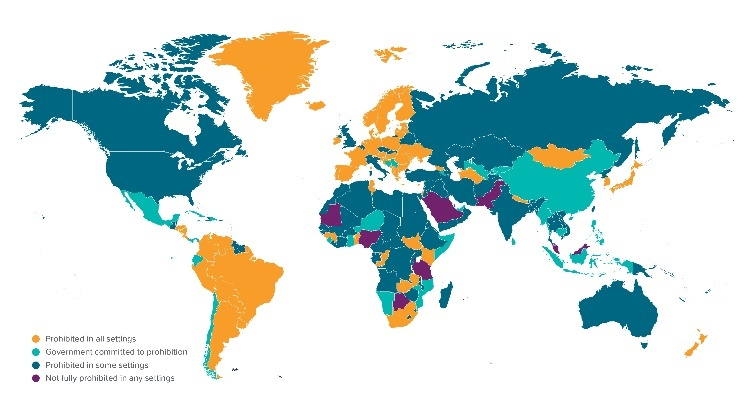 Prohibited in all settings
Government committed to prohibition
Prohibited in some settings
Not fully prohibited in any settings